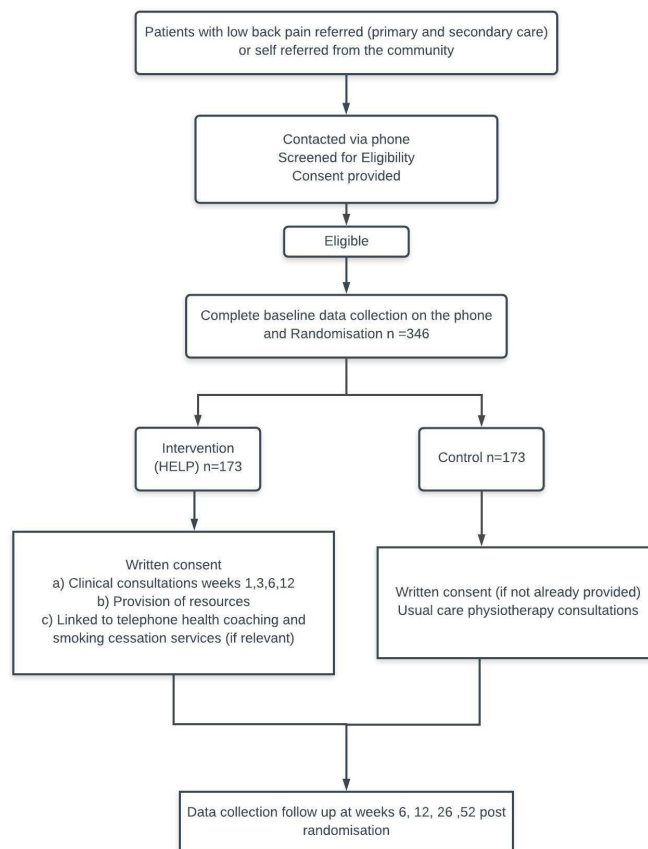 Patients with low back pain referred (primary and secondary care)
or self referred from the community
Contacted via phone
Screened for Eligibility
Consent provided
Eligible
Complete baseline data collection on the phone
and Randomisation n =346
Intervention
(HELP) n=173
Control n=173
Written consent
a) Clinical consultations weeks 1,3,6,12
b) Provision of resources
c) Linked to telephone health coaching and
smoking cessation services (if relevant)
Written consent (if not already provided)
Usual care physiotherapy consultations
Data collection follow up at weeks 6, 12, 26 ,52 post
randomisation